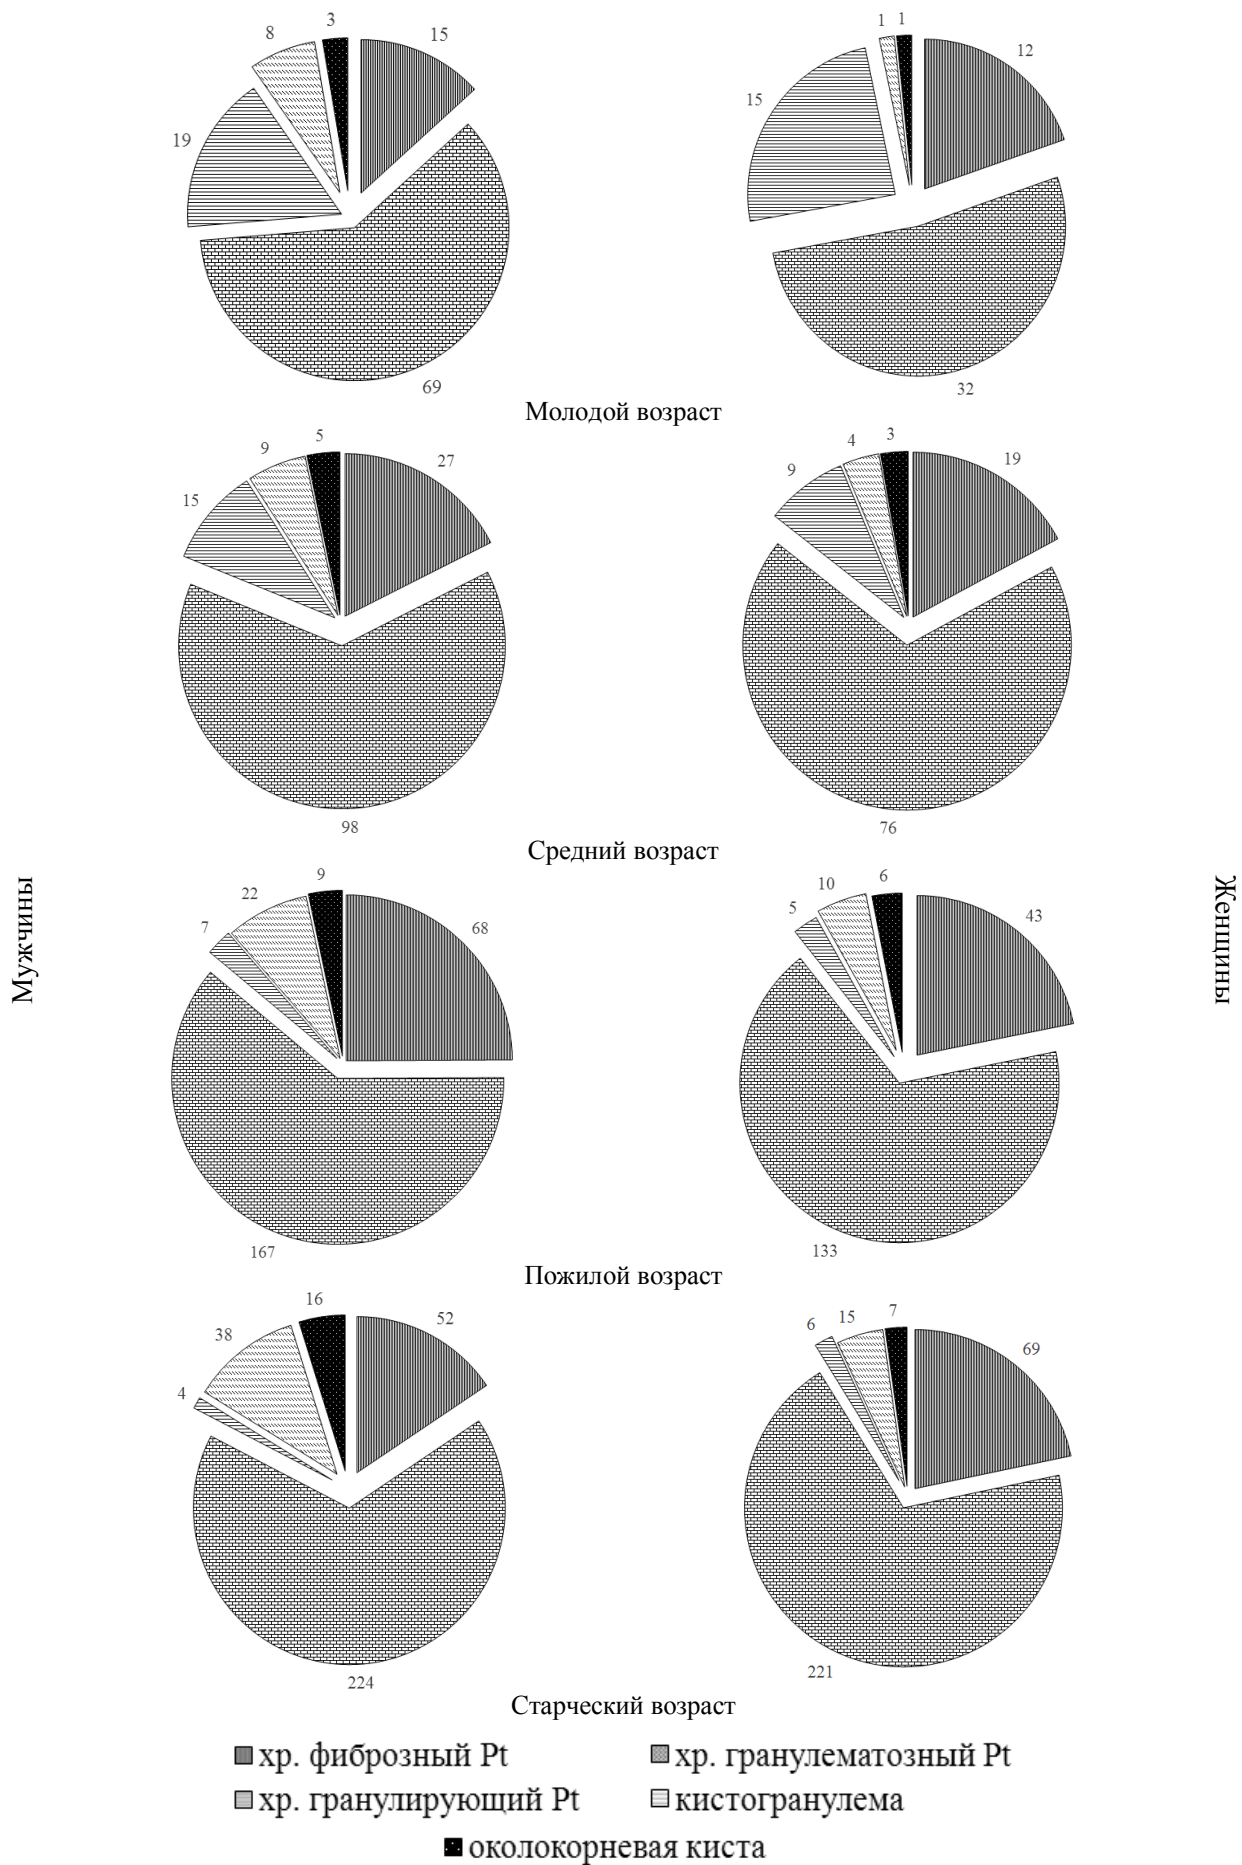 8 3 15 1 1 12
19 15
69 32
Молодой возраст
9 5 27 4 3 19
15 9
98 76
Средний возраст
22 9 68 10 6 43
7 5
Мужчины
Женщины
167 133
Пожилой возраст
38 16 52 15 7 69
4 6
224 221
Старческий возраст
хр. фиброзный Pt хр. гранулематозный Pt
хр. гранулирующий Pt кистогранулема
околокорневая киста